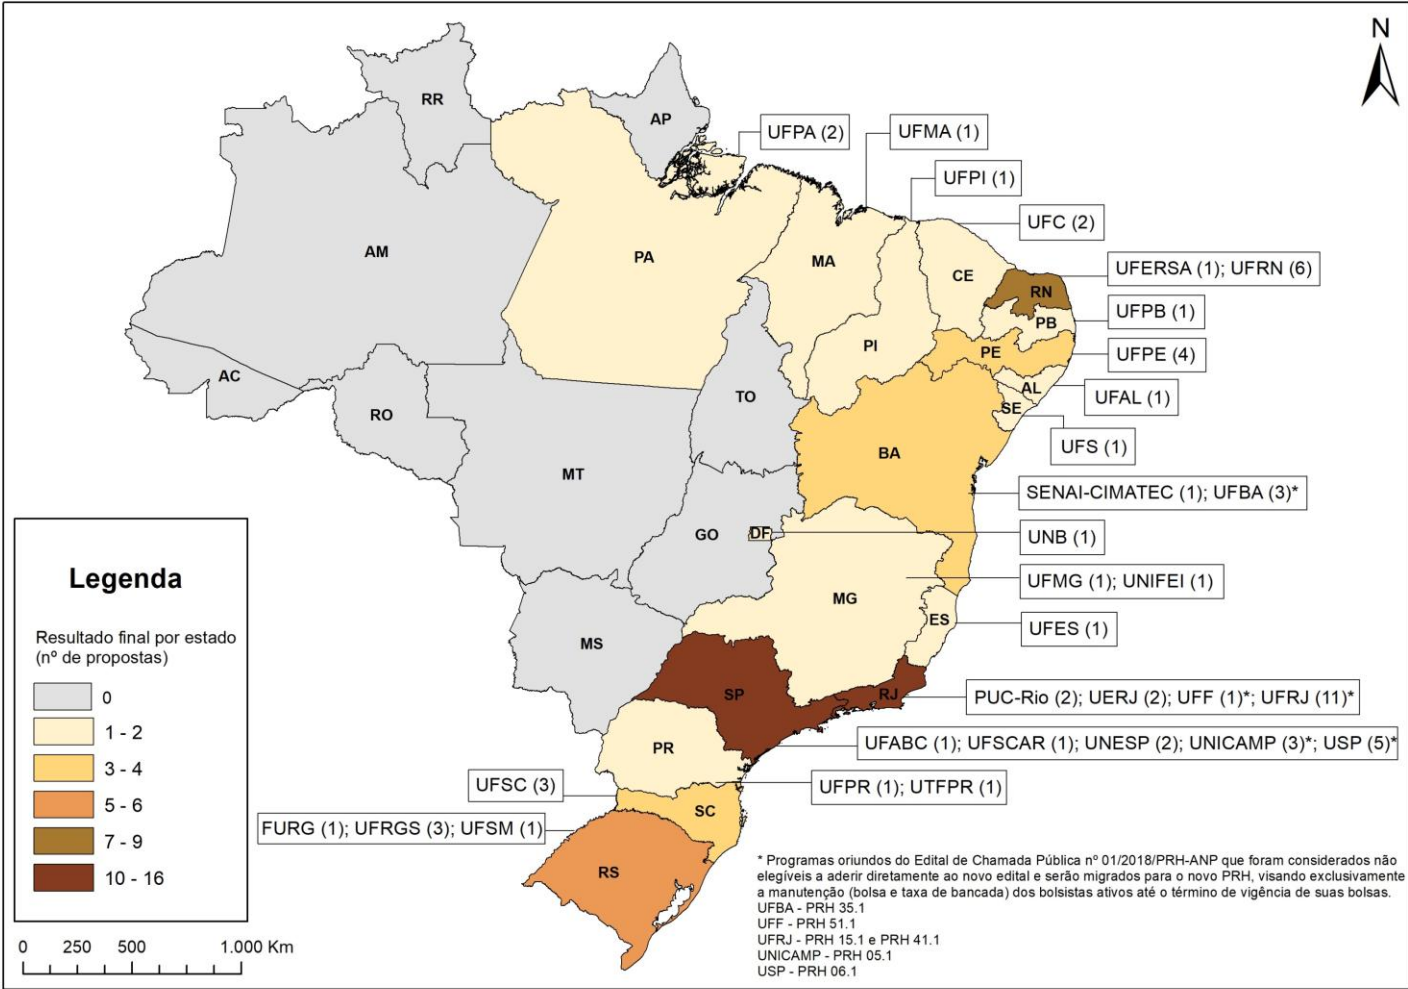 N
RR
AP
UFPA (2)
UFMA (1)
UFPI (1)
UFC (2)
AM
PA
MA
CE
UFERSA (1); UFRN (6)
RN
PB
UFPB (1)
PI
PE
UFPE (4)
AC
RO
TO
AL
SE
UFAL (1)
UFS (1)
BA
MT
SENAI-CIMATEC (1); UFBA (3)*
GO
DF
UNB (1)
UFMG (1); UNIFEI (1)
MG
ES
UFES (1)
MS
SP
RJ
PUC-Rio (2); UERJ (2); UFF (1)*; UFRJ (11)*
PR
UFABC (1); UFSCAR (1); UNESP (2); UNICAMP (3)*; USP (5)*
UFSC (3)
UFPR (1); UTFPR (1)
SC
FURG (1); UFRGS (3); UFSM (1)
RS
Legenda
Resultado final por estado
(nº de propostas)
0
1 - 2
3 - 4
5 - 6
7 - 9
10 - 16
0 250 500 1.000 Km
* Programas oriundos do Edital de Chamada Pública nº 01/2018/PRH-ANP que foram considerados não
elegíveis a aderir diretamente ao novo edital e serão migrados para o novo PRH, visando exclusivamente
a manutenção (bolsa e taxa de bancada) dos bolsistas ativos até o término de vigência de suas bolsas.
UFBA - PRH 35.1
UFF - PRH 51.1
UFRJ - PRH 15.1 e PRH 41.1
UNICAMP - PRH 05.1
USP - PRH 06.1